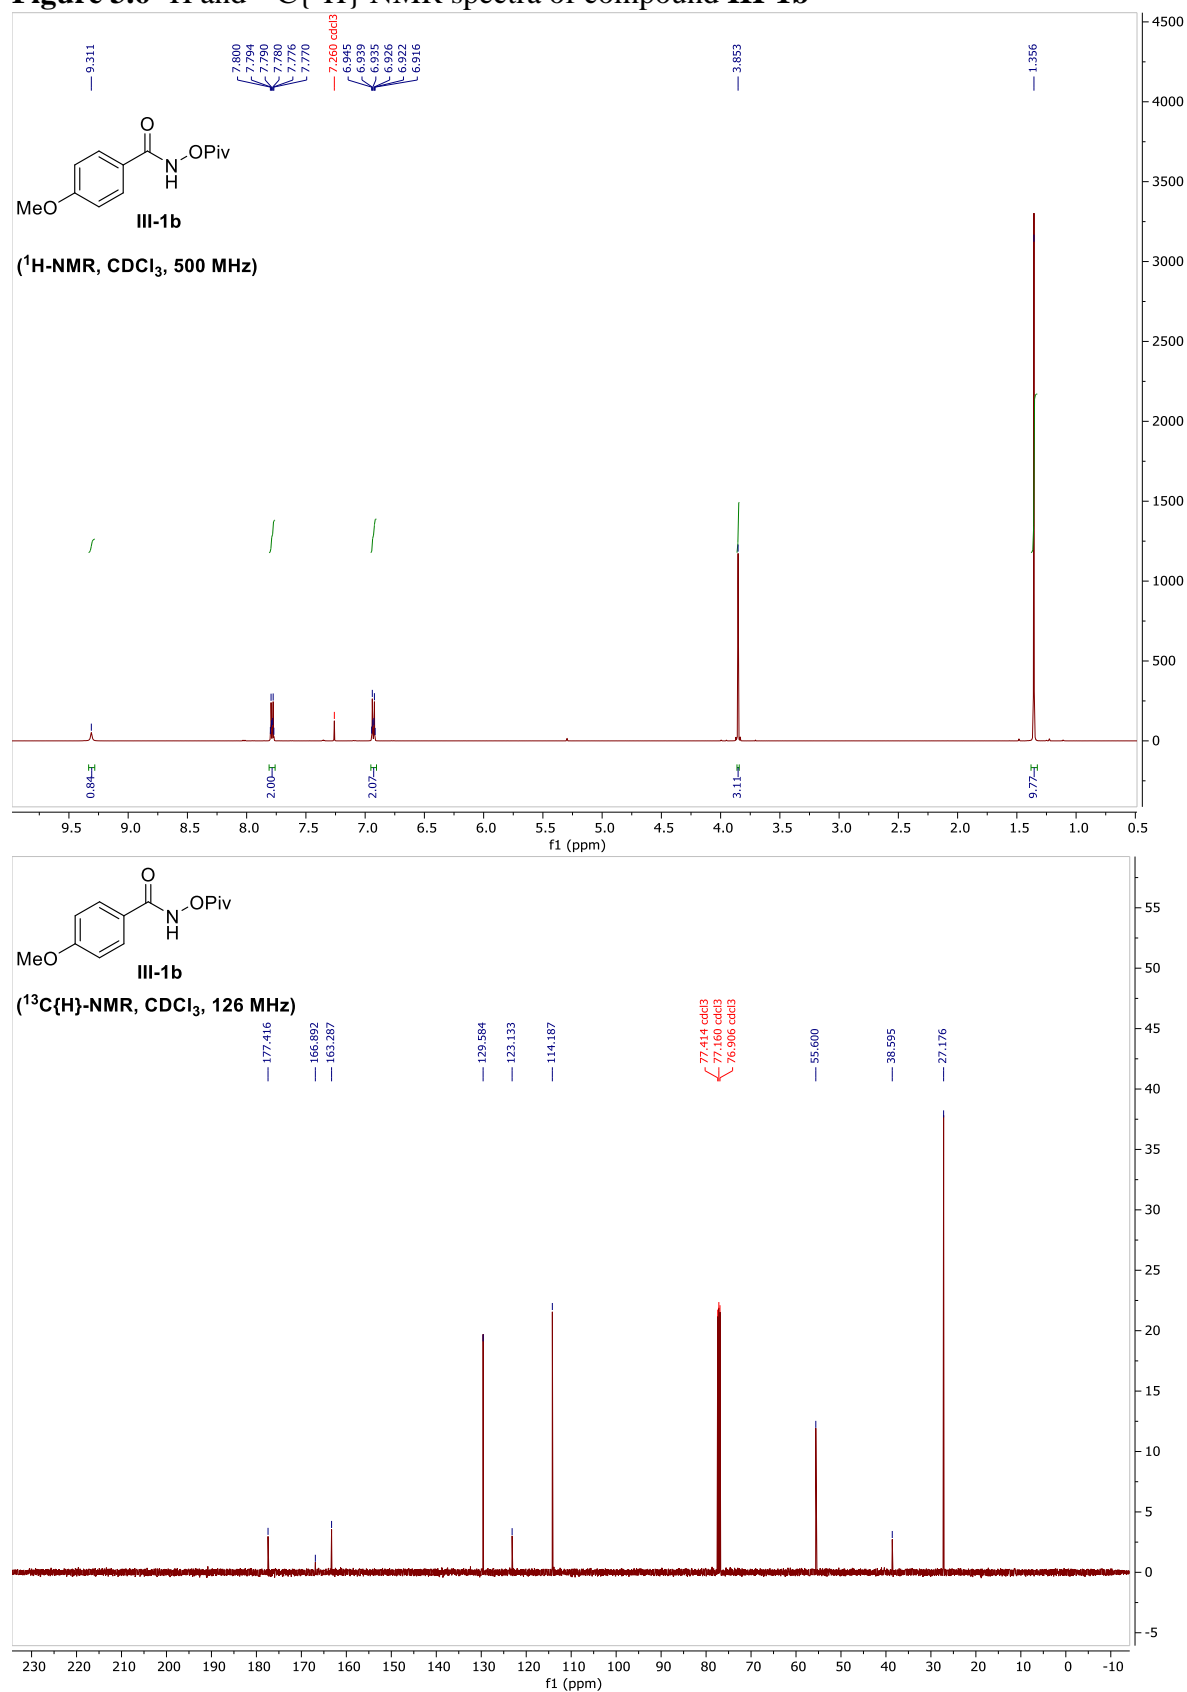 Figure 3.6 ¹H and ¹³C{¹H} NMR spectra of compound III-1b
9.311
7.800
7.794
7.790
7.780
7.776
7.770
7.260 cdcl3
6.945
6.939
6.935
6.926
6.922
6.916
3.853
1.356
O
OPiv
N
H
MeO
III-1b
(¹H-NMR, CDCl₃, 500 MHz)
4500
4000
3500
3000
2500
2000
1500
1000
500
0
0.84
2.00
2.07
3.11
9.77
9.5 9.0 8.5 8.0 7.5 7.0 6.5 6.0 5.5 5.0 4.5 4.0 3.5 3.0 2.5 2.0 1.5 1.0 0.5
f1 (ppm)
O
OPiv
N
H
MeO
III-1b
(¹³C{H}-NMR, CDCl₃, 126 MHz)
177.416
166.892
163.287
129.584
123.133
114.187
77.414 cdcl3
77.160 cdcl3
76.906 cdcl3
55.600
38.595
27.176
55
50
45
40
35
30
25
20
15
10
5
0
-5
230 220 210 200 190 180 170 160 150 140 130 120 110 100 90 80 70 60 50 40 30 20 10 0 -10
f1 (ppm)